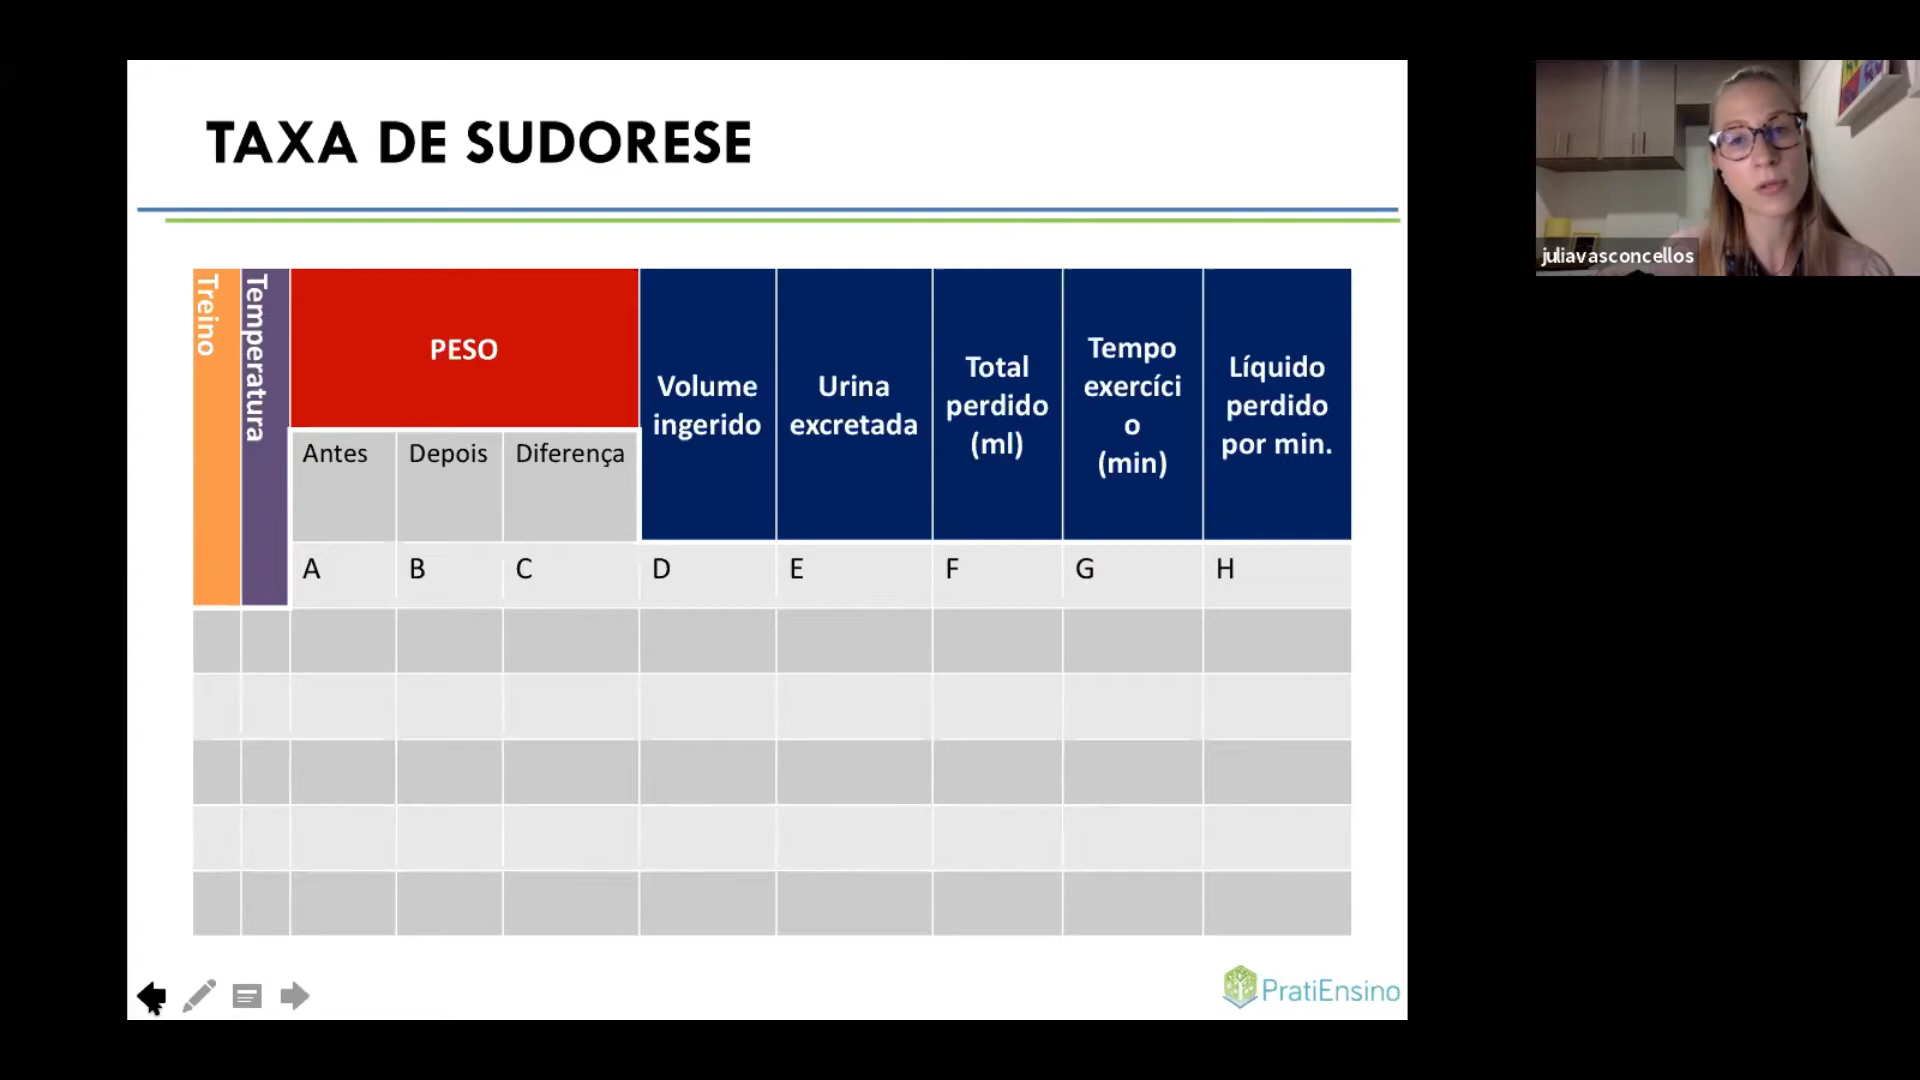 TAXA DE SUDORESE
juliavasconcellos
Treino
Temperatura
PESO
Volume
ingerido
Urina
excretada
Total
perdido
(ml)
Tempo
exercíci
o
(min)
Líquido
perdido
por min.
Antes
Depois
Diferença
A
B
C
D
E
F
G
H
PratiEnsino